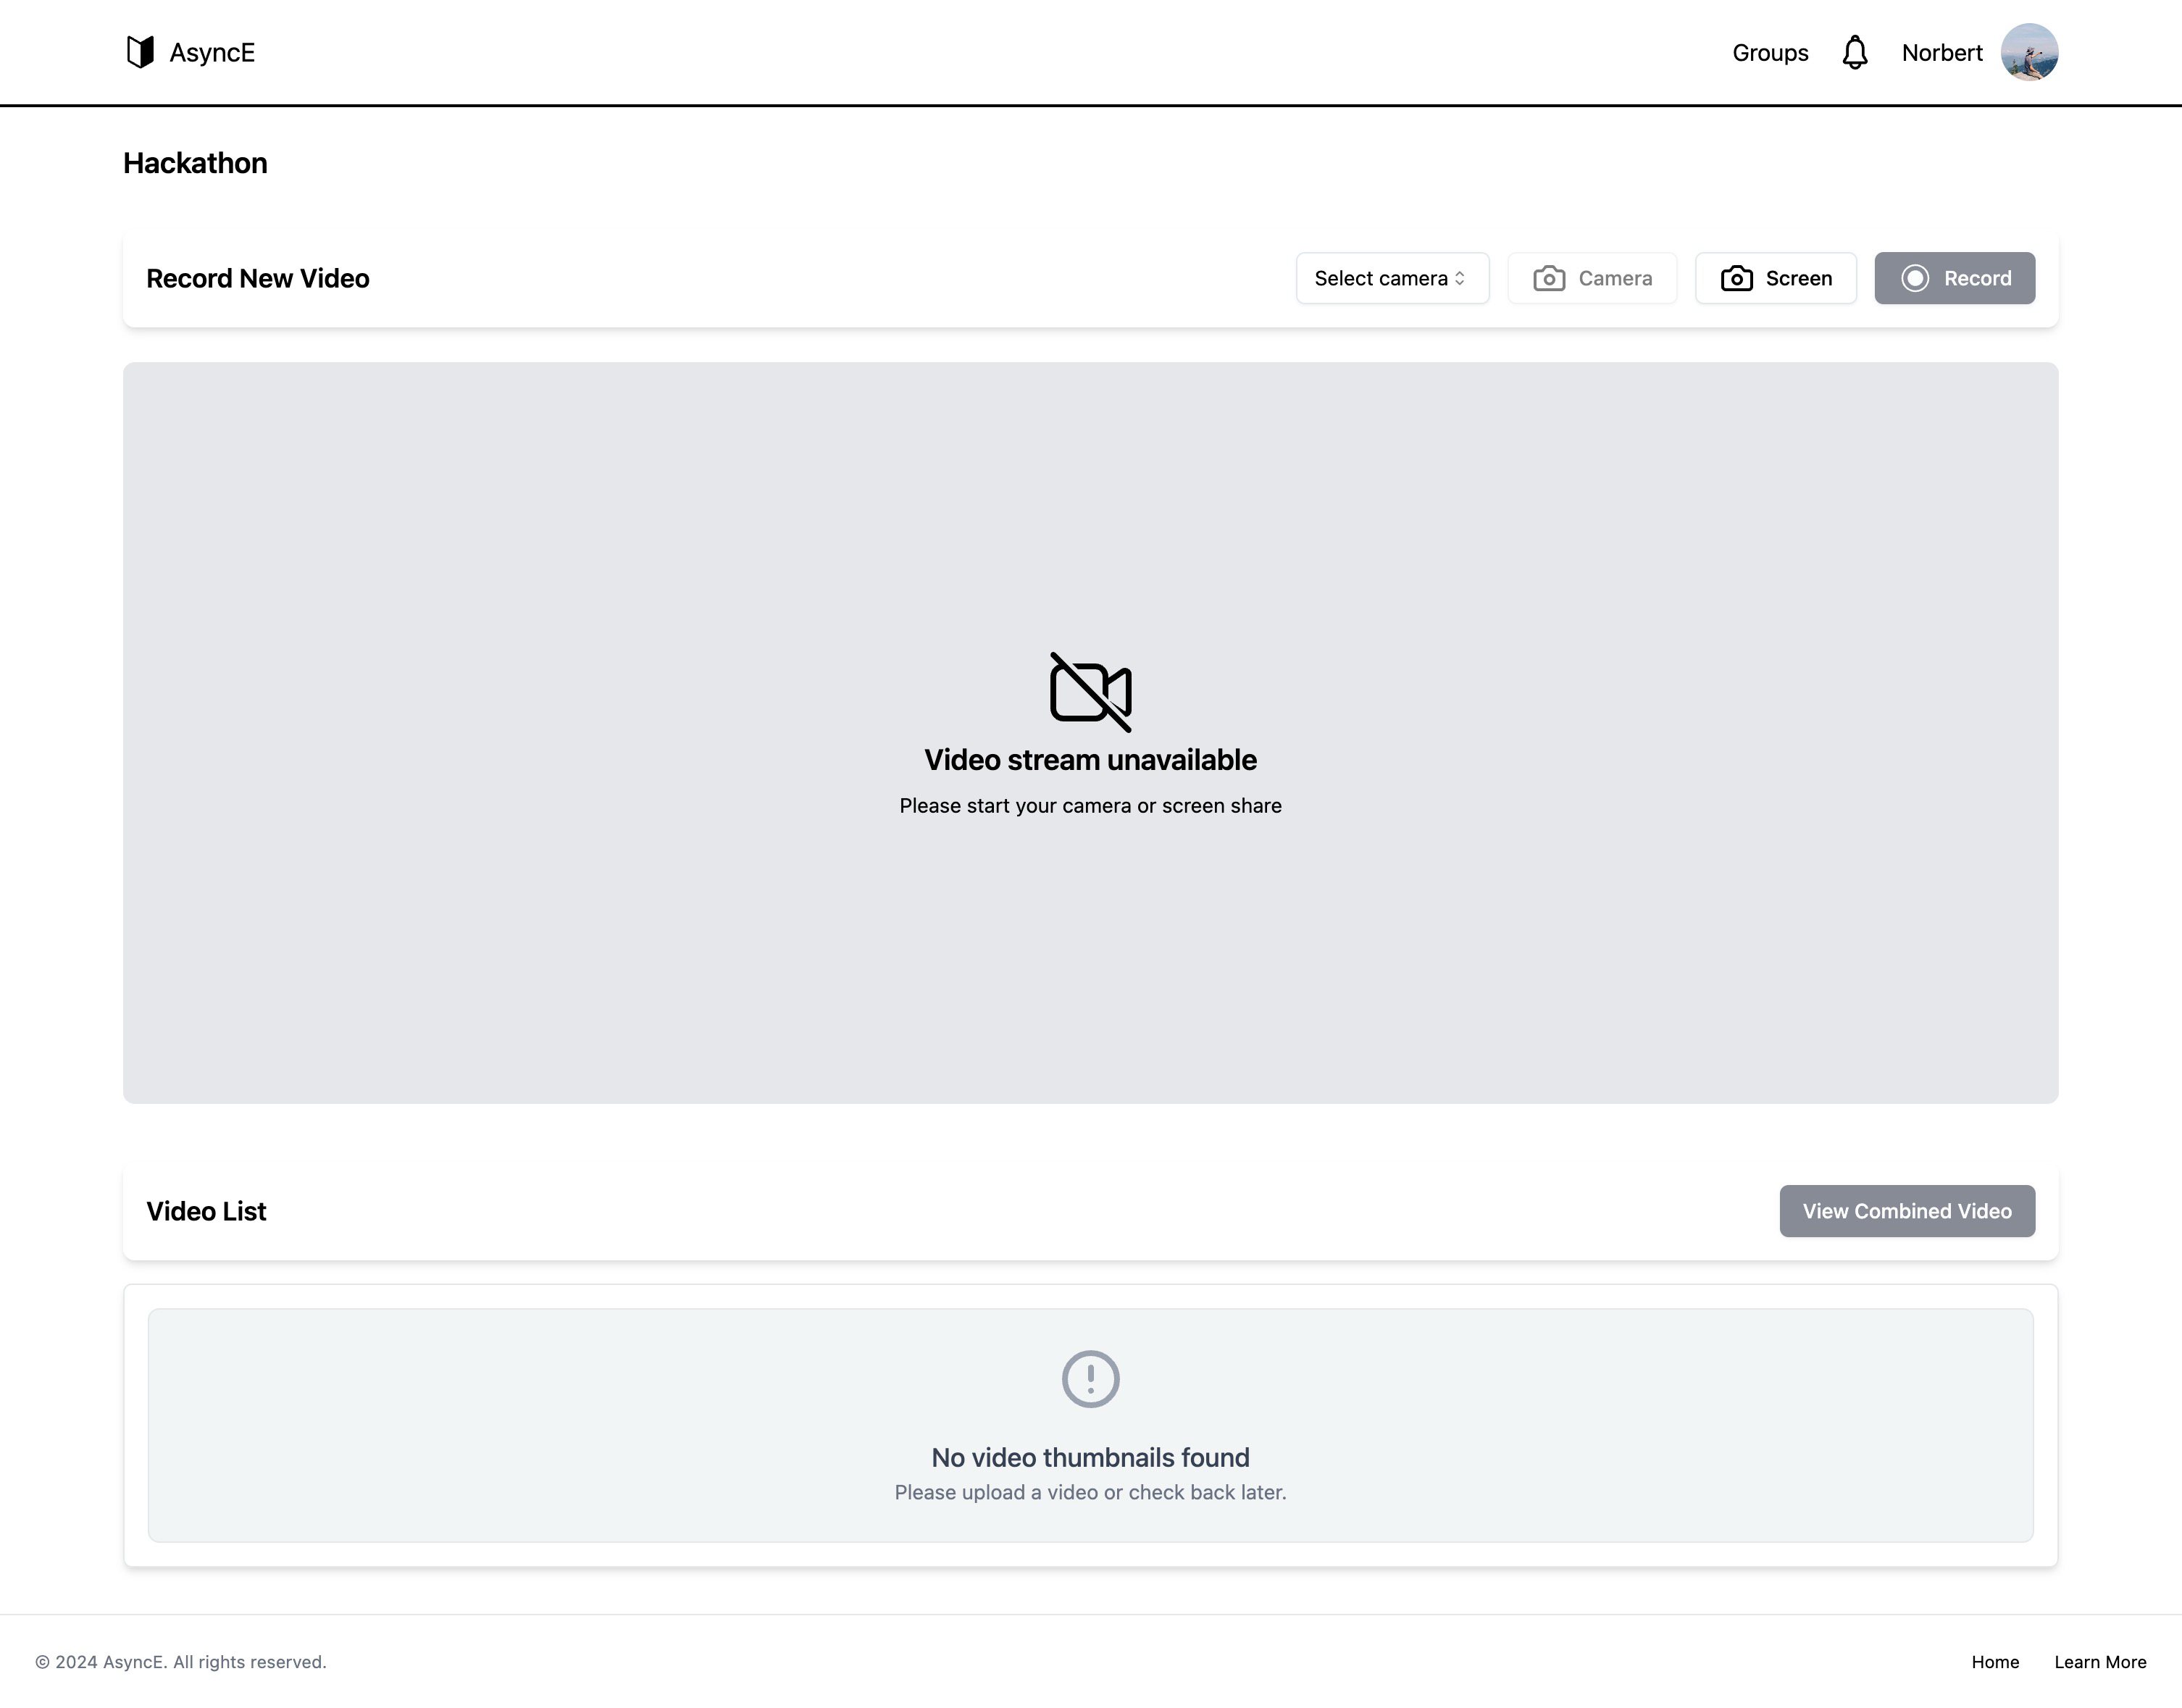 AsyncE
Groups
Norbert
Hackathon
Record New Video
Select camera
Camera
Screen
Record
Video stream unavailable
Please start your camera or screen share
Video List
View Combined Video
No video thumbnails found
Please upload a video or check back later.
© 2024 AsyncE. All rights reserved.
Home
Learn More